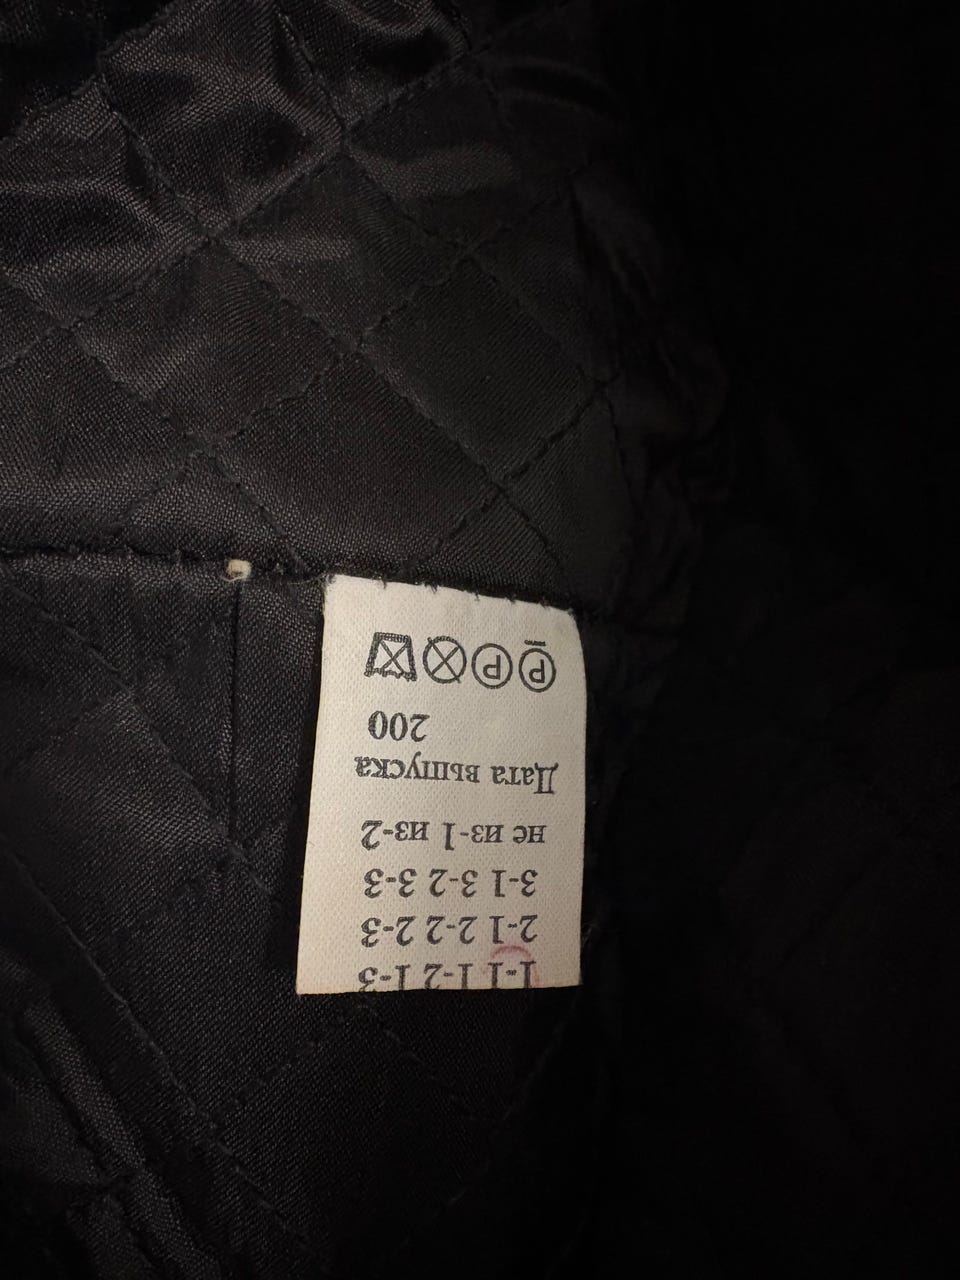 1-1 1-2 1-3
2-1 2-2 2-3
3-1 3-2 3-3
не из-1 из-2
Дата выпуска
200
P P